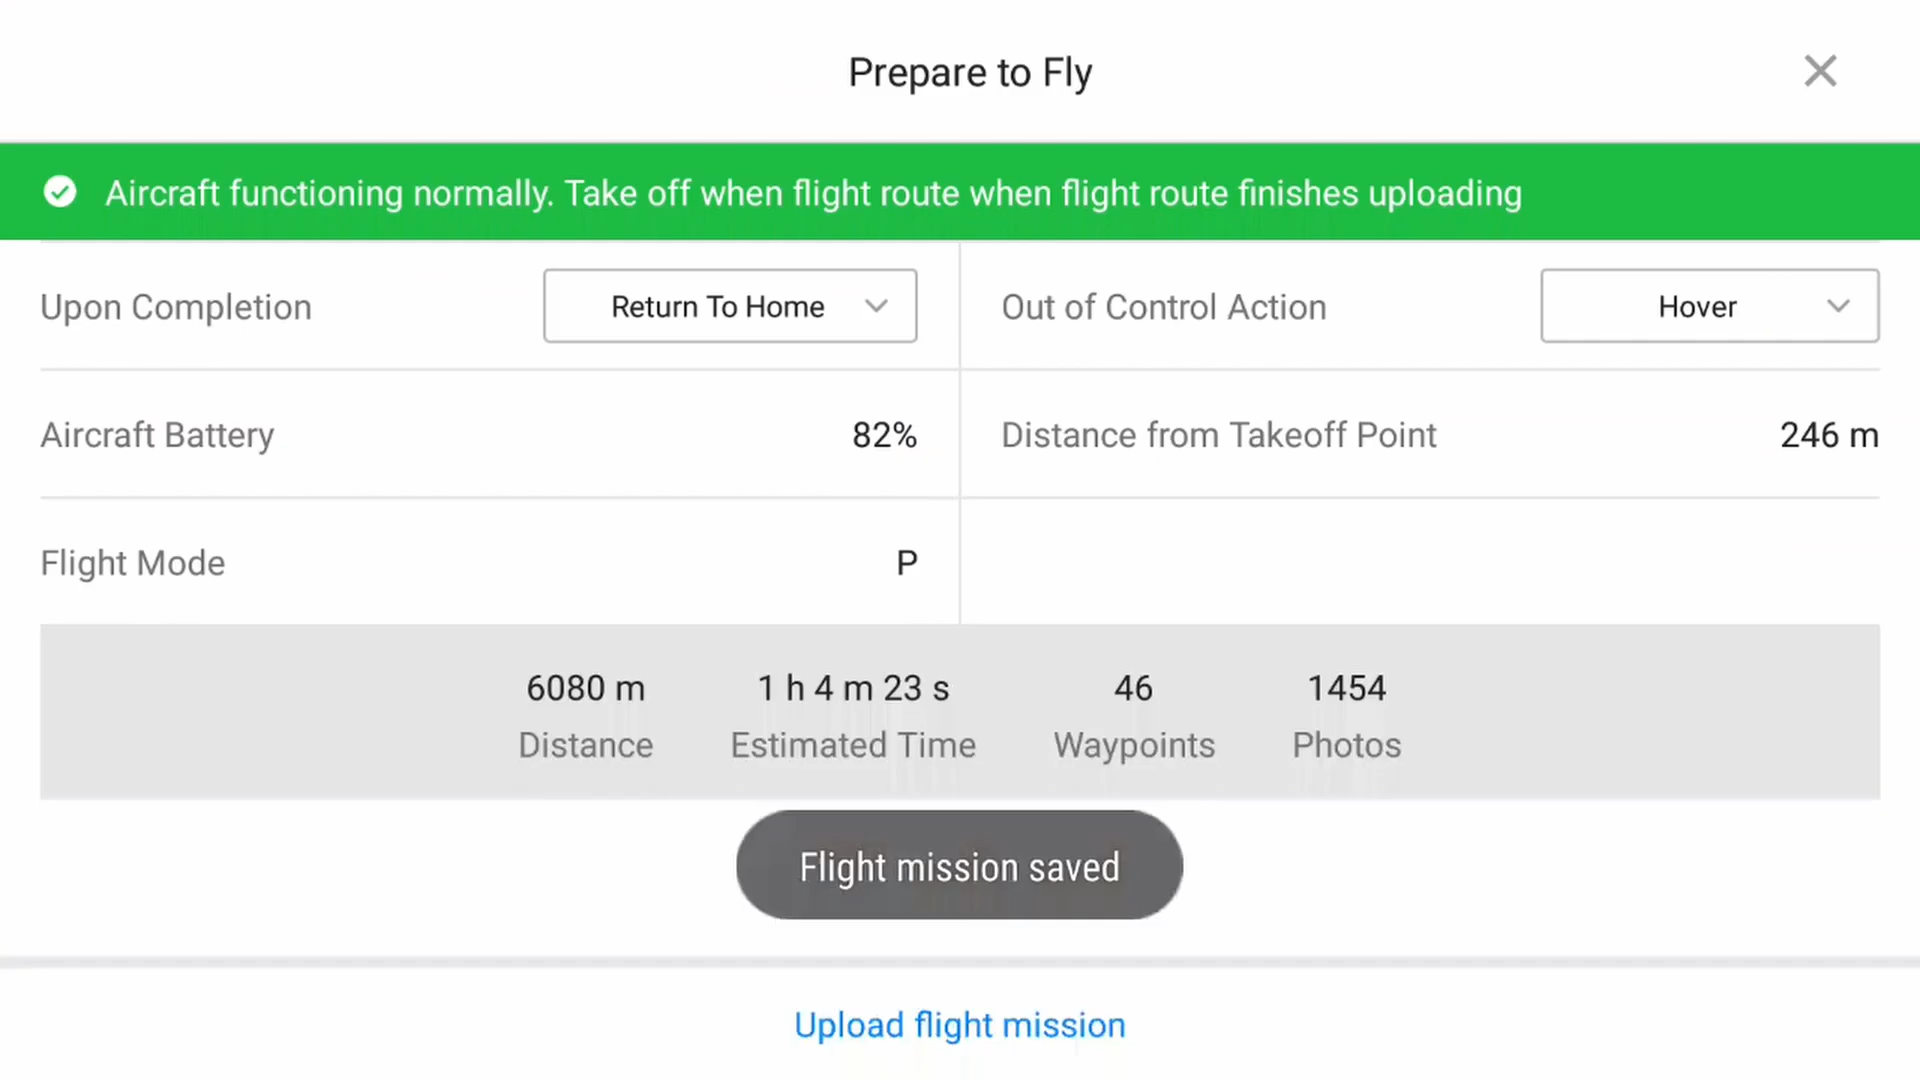 Prepare to Fly
Aircraft functioning normally. Take off when flight route when flight route finishes uploading
Upon Completion
Return To Home
Out of Control Action
Hover
Aircraft Battery
82%
Distance from Takeoff Point
246 m
Flight Mode
P
6080 m
1 h 4 m 23 s
46
1454
Distance
Estimated Time
Waypoints
Photos
Flight mission saved
Upload flight mission